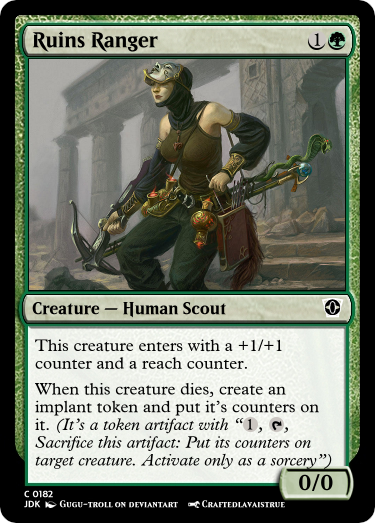 Ruins Ranger 1
Creature — Human Scout
This creature enters with a +1/+1
counter and a reach counter.
When this creature dies, create an
implant token and put it's counters on
it. (It's a token artifact with “1, ,
Sacrifice this artifact: Put its counters on
target creature. Activate only as a sorcery”)
0/0
C 0182
JDK Gugu-troll on deviantart Craftedlavaistrue